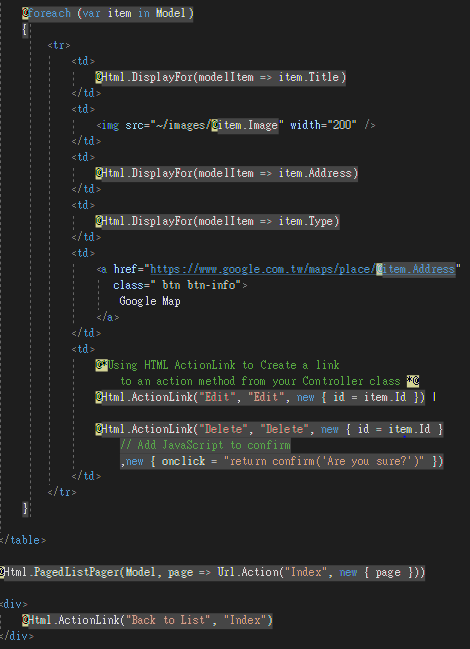 @foreach (var item in Model)
{
<tr>
<td>
@Html.DisplayFor(modelItem => item.Title)
</td>
<td>
<img src="~/images/@item.Image" width="200" />
</td>
<td>
@Html.DisplayFor(modelItem => item.Address)
</td>
<td>
@Html.DisplayFor(modelItem => item.Type)
</td>
<td>
<a href="https://www.google.com.tw/maps/place/@item.Address"
class=" btn btn-info">
Google Map
</a>
</td>
<td>
@*Using HTML ActionLink to Create a link
to an action method from your Controller class *@
@Html.ActionLink("Edit", "Edit", new { id = item.Id }) |
@Html.ActionLink("Delete", "Delete", new { id = item.Id }
// Add JavaScript to confirm
,new { onclick = "return confirm('Are you sure?')" })
</td>
</tr>
}
</table>
@Html.PagedListPager(Model, page => Url.Action("Index", new { page }))
<div>
@Html.ActionLink("Back to List", "Index")
</div>